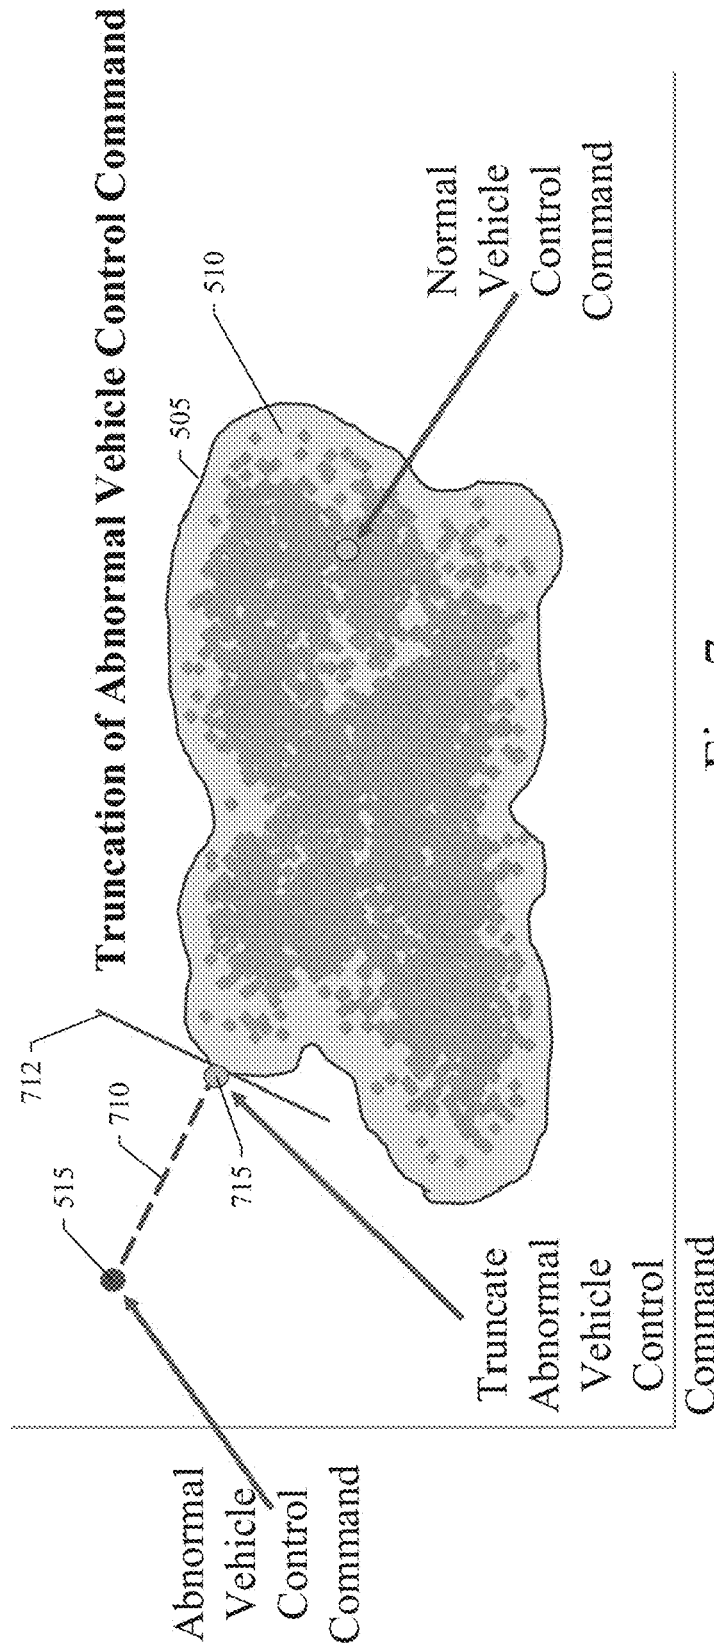 Truncation of Abnormal Vehicle Control Command
712
710
515
715
505
510
Abnormal
Vehicle
Control
Command
Truncate
Abnormal
Vehicle
Control
Command
Normal
Vehicle
Control
Command